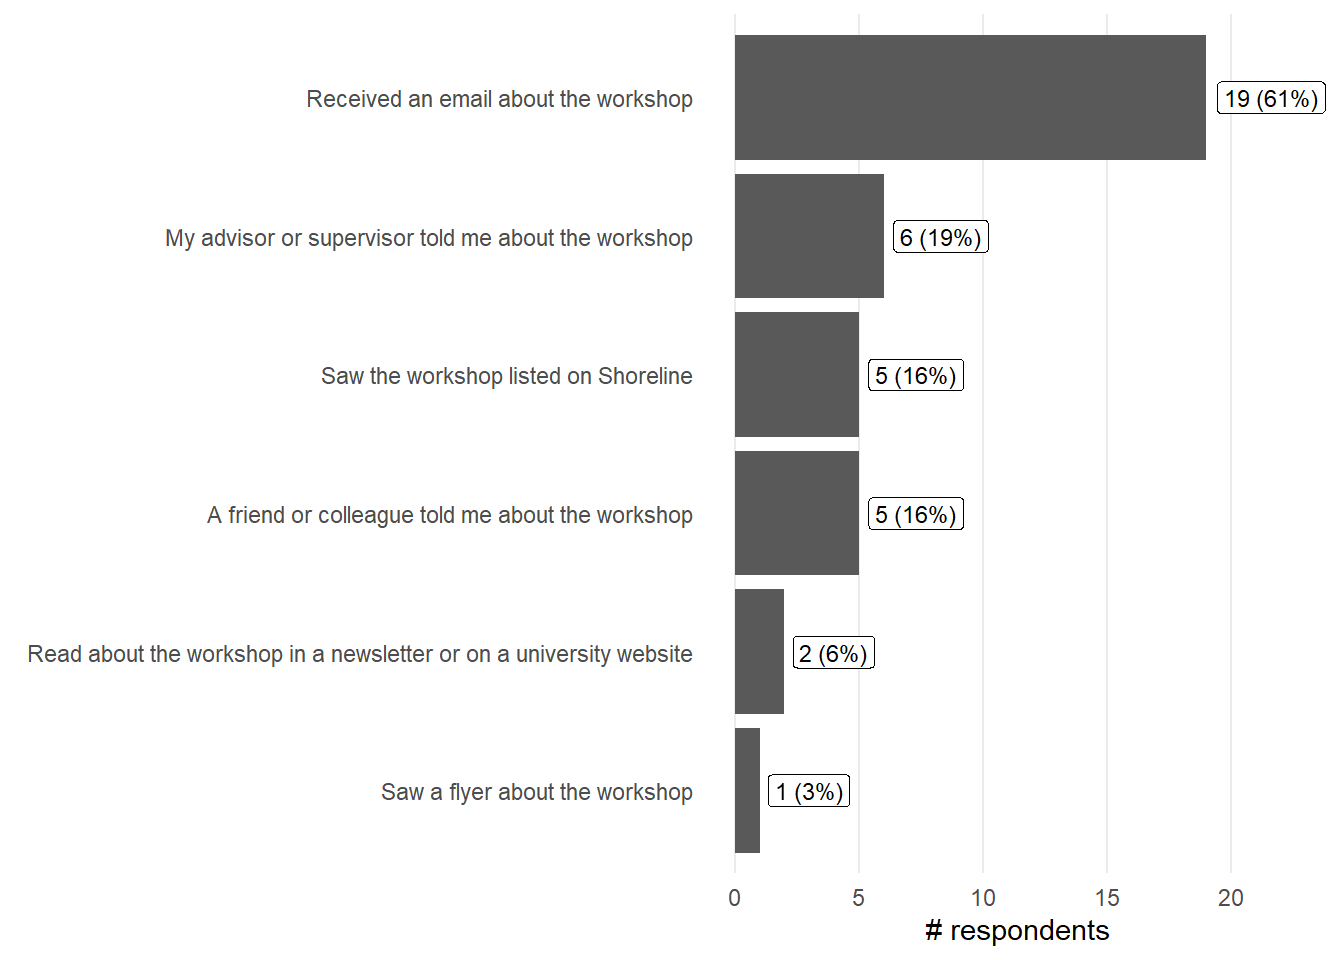 Received an email about the workshop
19 (61%)
My advisor or supervisor told me about the workshop
6 (19%)
Saw the workshop listed on Shoreline
5 (16%)
A friend or colleague told me about the workshop
5 (16%)
Read about the workshop in a newsletter or on a university website
2 (6%)
Saw a flyer about the workshop
1 (3%)
0 5 10 15 20
# respondents